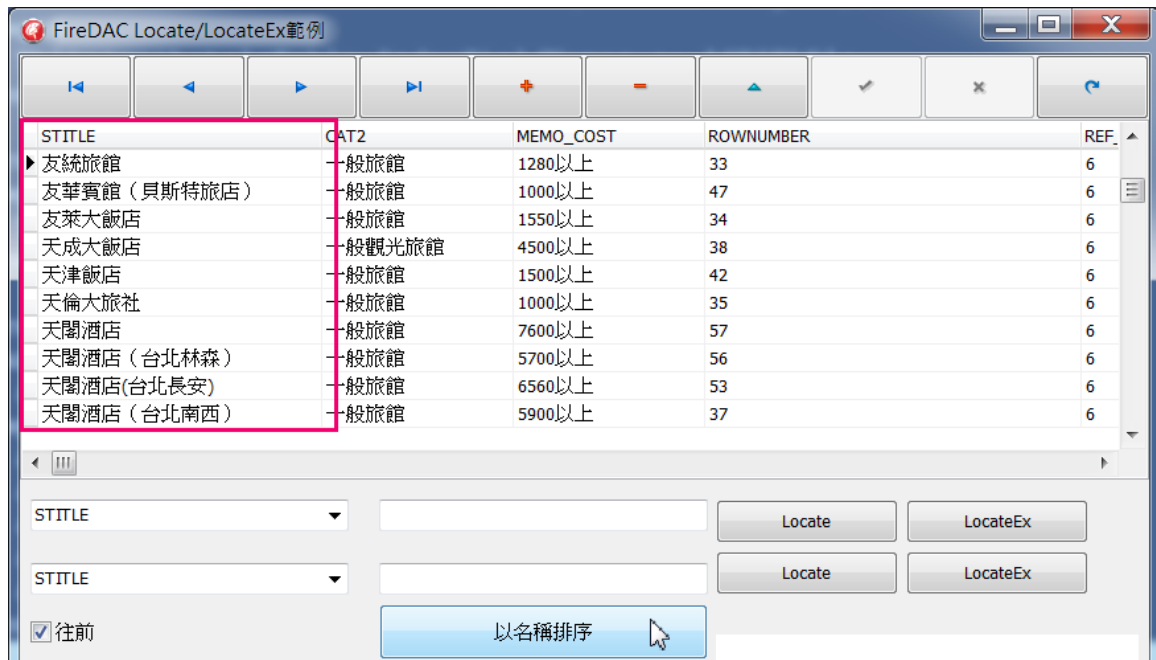 FireDAC Locate/LocateEx範例
STITLE CAT2 MEMO_COST ROWNUMBER REF_
友統旅館 一般旅館 1280以上 33 6
友華賓館（貝斯特旅店） 一般旅館 1000以上 47 6
友萊大飯店 一般旅館 1550以上 34 6
天成大飯店 一般觀光旅館 4500以上 38 6
天津飯店 一般旅館 1500以上 42 6
天倫大旅社 一般旅館 1000以上 35 6
天閣酒店 一般旅館 7600以上 57 6
天閣酒店（台北林森） 一般旅館 5700以上 56 6
天閣酒店(台北長安) 一般旅館 6560以上 53 6
天閣酒店（台北南西） 一般旅館 5900以上 37 6
STITLE Locate LocateEx
STITLE Locate LocateEx
往前 以名稱排序